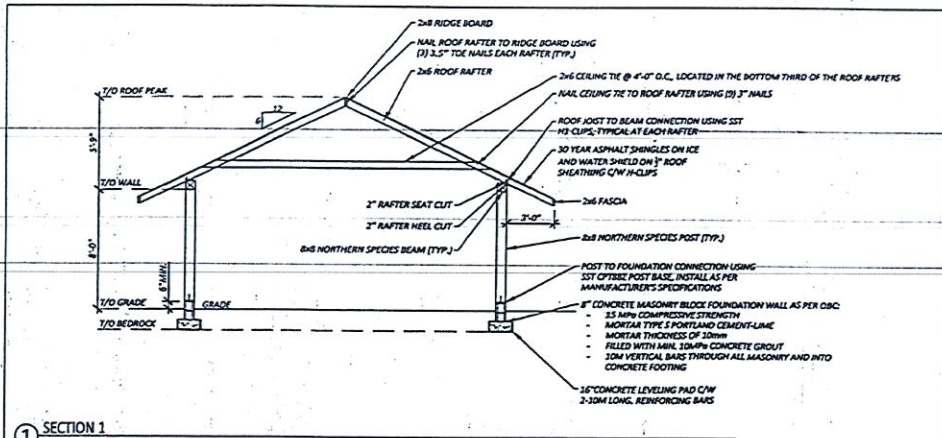 2x8 RIDGE BOARD
NAIL ROOF RAFTER TO RIDGE BOARD USING
(3) 3.5" TOE NAILS EACH RAFTER (TYP.)
2x6 ROOF RAFTER
2x6 CEILING TIE @ 4'-0" O.C., LOCATED IN THE BOTTOM THIRD OF THE ROOF RAFTERS
NAIL CEILING TIE TO ROOF RAFTER USING (9) 3" NAILS
ROOF JOIST TO BEAM CONNECTION USING SST
CLIPS, TYPICAL AT EACH RAFTER
30 YEAR ASPHALT SHINGLES ON ICE
AND WATER SHIELD ON ROOF
SHEATHING C/W H-CLIPS
2x6 FASCIA
T/O ROOF PEAK
12
6
5'-9"
T/O WALL
2" RAFTER SEAT CUT
2" RAFTER HEEL CUT
3'-0"
8x8 NORTHERN SPECIES BEAM (TYP.)
8x8 NORTHERN SPECIES POST (TYP.)
8'-0"
6" MIN.
T/O GRADE
GRADE
T/O BEDROCK
POST TO FOUNDATION CONNECTION USING
SST POST BASE, INSTALL AS PER
MANUFACTURER'S SPECIFICATIONS
8" CONCRETE MASONRY BLOCK FOUNDATION WALL AS PER OBC:
- 15 MPa COMPRESSIVE STRENGTH
- MORTAR TYPE S PORTLAND CEMENT-LIME
- MORTAR THICKNESS OF 10mm
- FILLED WITH MIN. 10MPa CONCRETE GROUT
- 10M VERTICAL BARS THROUGH ALL MASONRY AND INTO
CONCRETE FOOTING
16" CONCRETE LEVELING PAD C/W
2-10M LONG. REINFORCING BARS
1 SECTION 1